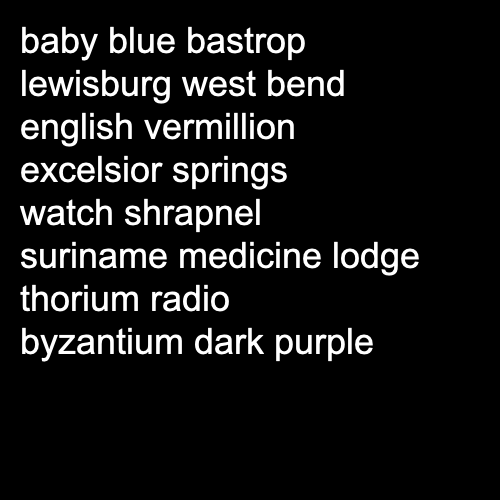 baby blue bastrop
lewisburg west bend
english vermillion
excelsior springs
watch shrapnel
suriname medicine lodge
thorium radio
byzantium dark purple